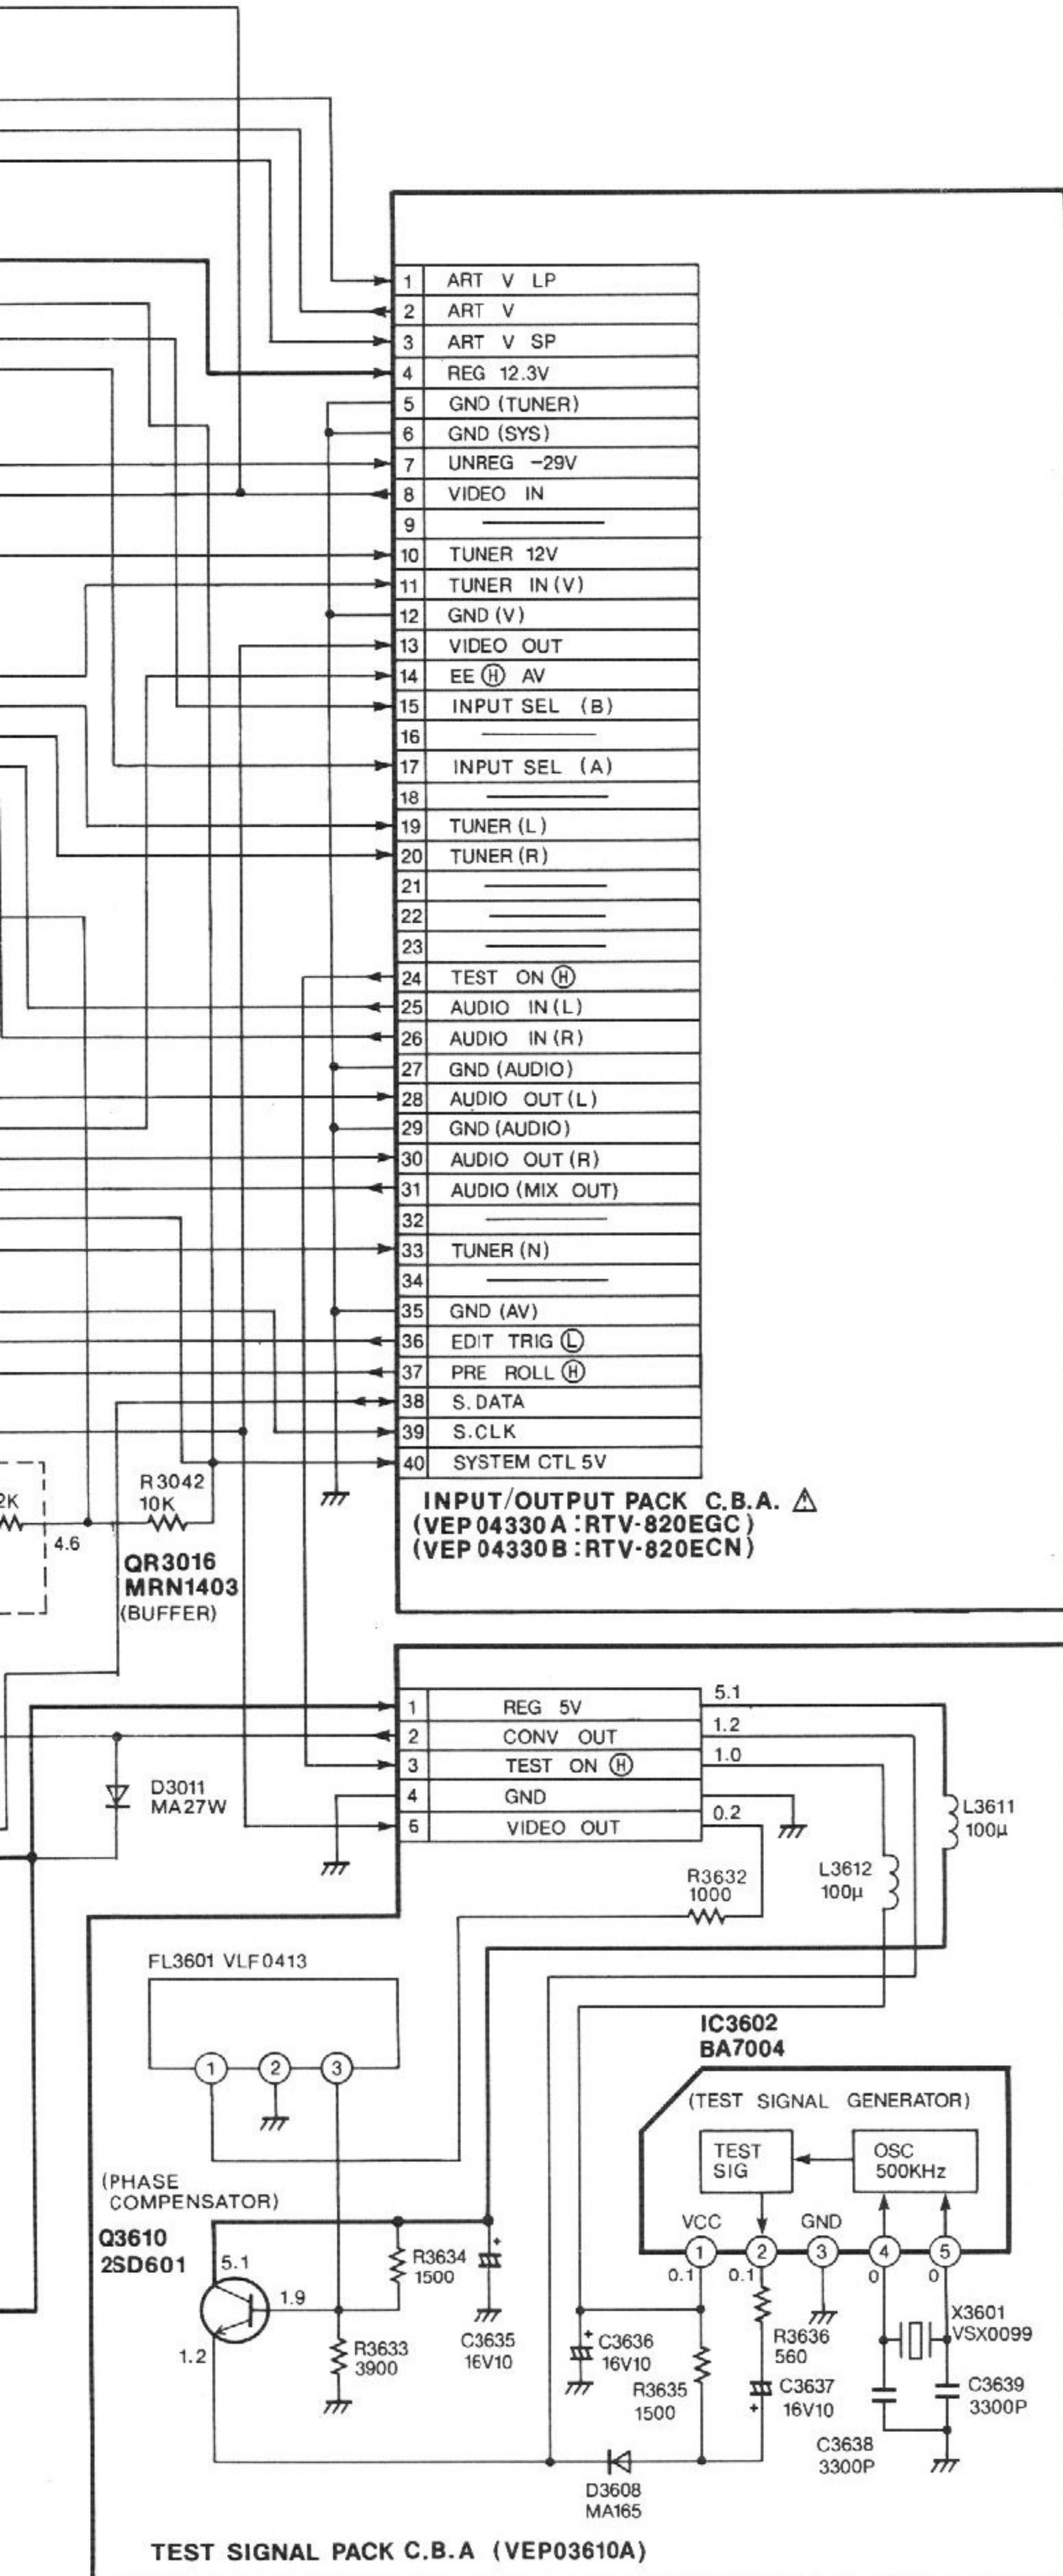 1 ART V LP
2 ART V
3 ART V SP
4 REG 12.3V
5 GND (TUNER)
6 GND (SYS)
7 UNREG -29V
8 VIDEO IN
9
10 TUNER 12V
11 TUNER IN (V)
12 GND (V)
13 VIDEO OUT
14 EE Ⓗ AV
15 INPUT SEL (B)
16
17 INPUT SEL (A)
18
19 TUNER (L)
20 TUNER (R)
21
22
23
24 TEST ON Ⓗ
25 AUDIO IN (L)
26 AUDIO IN (R)
27 GND (AUDIO)
28 AUDIO OUT (L)
29 GND (AUDIO)
30 AUDIO OUT (R)
31 AUDIO (MIX OUT)
32
33 TUNER (N)
34
35 GND (AV)
36 EDIT TRIG Ⓛ
37 PRE ROLL Ⓗ
38 S.DATA
39 S.CLK
40 SYSTEM CTL 5V
INPUT/OUTPUT PACK C.B.A. ⚠
(VEP04330A:RTV-820EGC)
(VEP04330B:RTV-820ECN)
2K
4.6
R3042
10K
QR3016
MRN1403
(BUFFER)
1 REG 5V 5.1
2 CONV OUT 1.2
3 TEST ON Ⓗ 1.0
4 GND
6 VIDEO OUT 0.2
D3011
MA27W
L3611
100μ
L3612
100μ
R3632
1000
FL3601 VLF0413
1 2 3
IC3602
BA7004
(TEST SIGNAL GENERATOR)
TEST
SIG
OSC
500KHz
VCC GND
1 2 3 4 5
0.1 0.1 0 0
(PHASE
COMPENSATOR)
Q3610
2SD601
5.1
1.9
1.2
R3634
1500
R3633
3900
C3635
16V10
+
+
C3636
16V10
R3635
1500
R3636
560
C3637
16V10
+
X3601
VSX0099
C3639
3300P
C3638
3300P
D3608
MA165
TEST SIGNAL PACK C.B.A (VEP03610A)